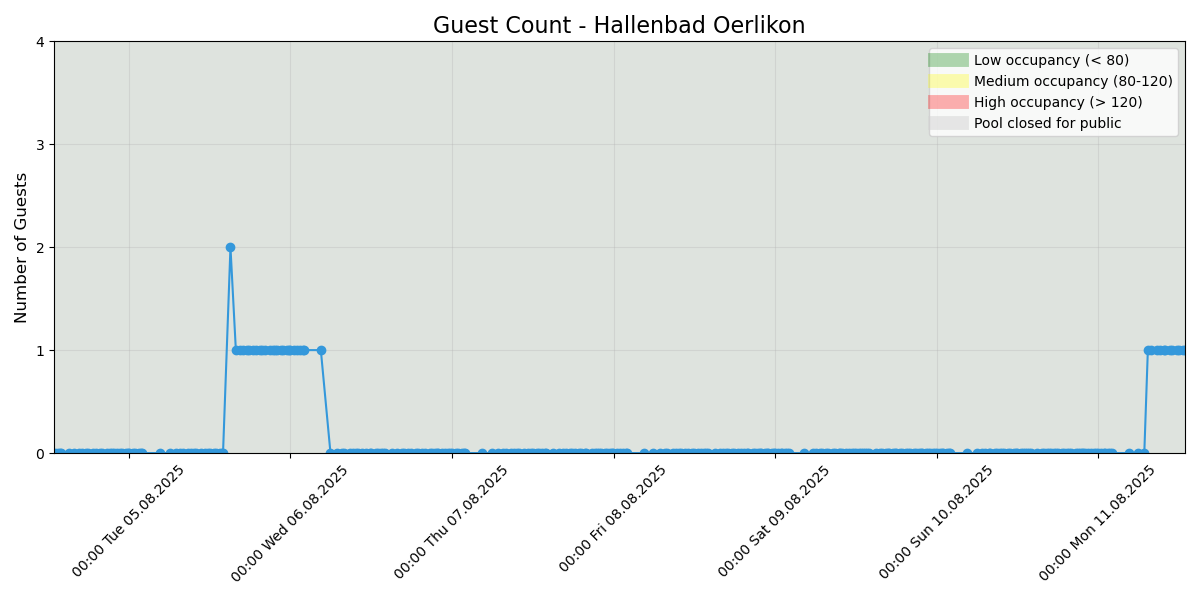 Guest Count - Hallenbad Oerlikon
Number of Guests
4
3
2
1
0
Low occupancy (< 80)
Medium occupancy (80-120)
High occupancy (> 120)
Pool closed for public
00:00 Tue 05.08.2025
00:00 Wed 06.08.2025
00:00 Thu 07.08.2025
00:00 Fri 08.08.2025
00:00 Sat 09.08.2025
00:00 Sun 10.08.2025
00:00 Mon 11.08.2025